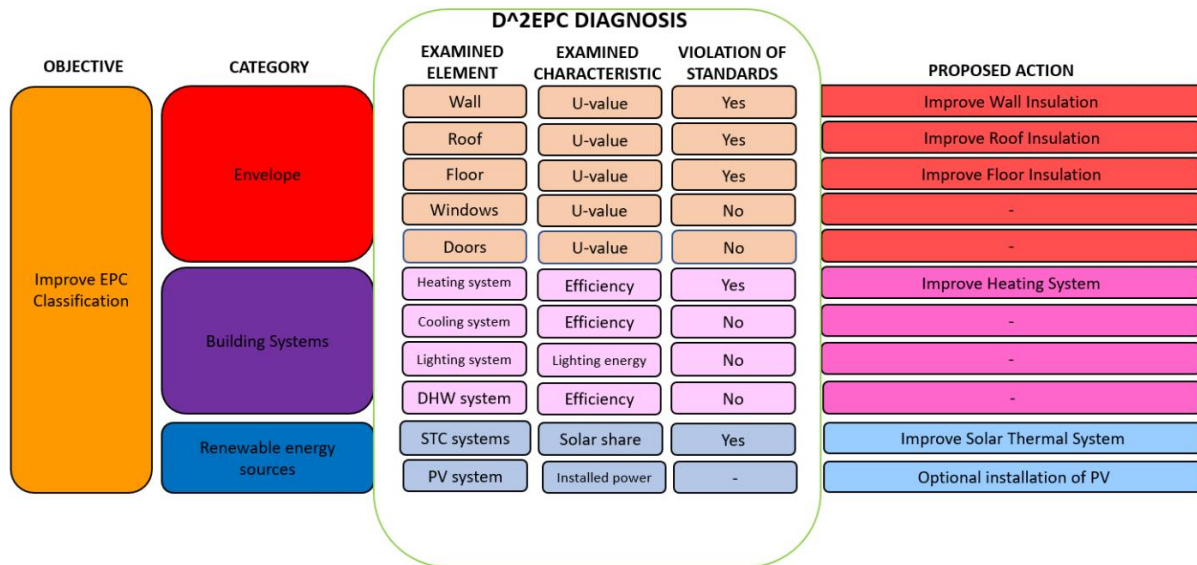 D^2EPC DIAGNOSIS
OBJECTIVE
CATEGORY
EXAMINED
ELEMENT
EXAMINED
CHARACTERISTIC
VIOLATION OF
STANDARDS
PROPOSED ACTION
Improve EPC
Classification
Envelope
Wall
U-value
Yes
Improve Wall Insulation
Roof
U-value
Yes
Improve Roof Insulation
Floor
U-value
Yes
Improve Floor Insulation
Windows
U-value
No
-
Doors
U-value
No
-
Building Systems
Heating system
Efficiency
Yes
Improve Heating System
Cooling system
Efficiency
No
-
Lighting system
Lighting energy
No
-
DHW system
Efficiency
No
-
Renewable energy
sources
STC systems
Solar share
Yes
Improve Solar Thermal System
PV system
Installed power
-
Optional installation of PV